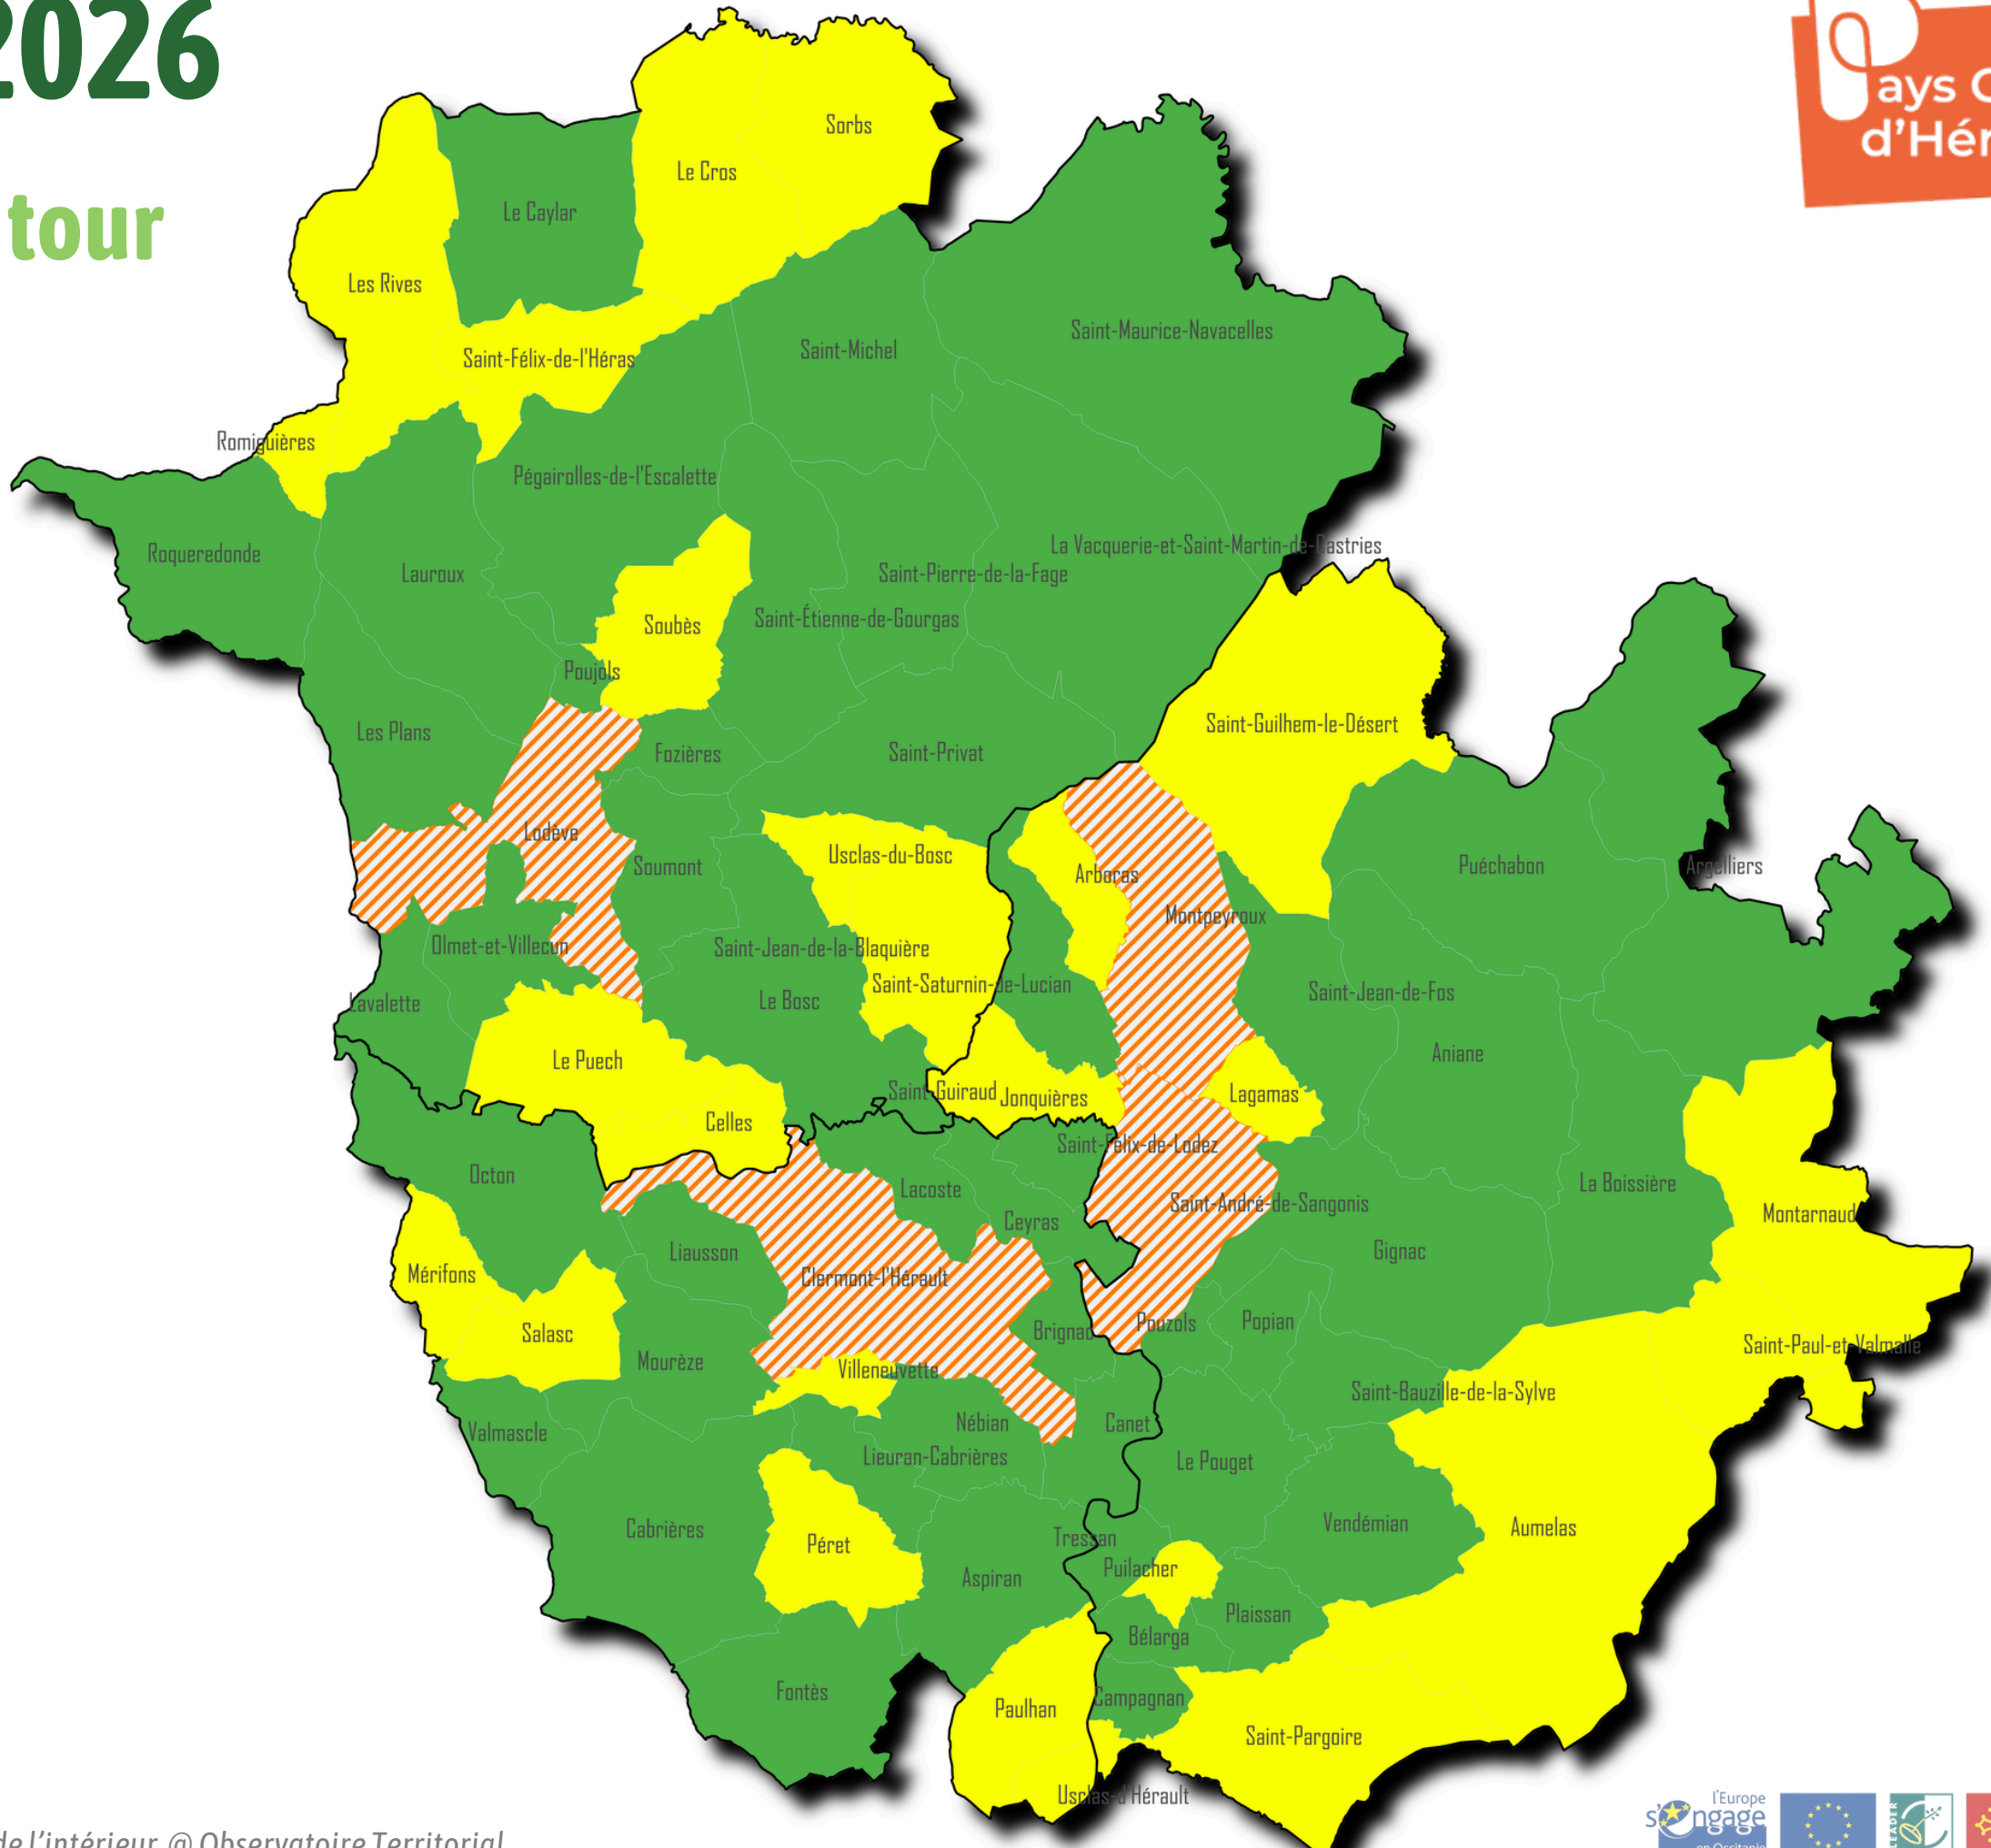 2026
tour
ays C
d'Hér
Sorbs
Le Cros
Le Caylar
Les Rives
Saint-Maurice-Navacelles
Saint-Michel
Saint-Félix-de-l'Héras
Romiguières
Pégairolles-de-l'Escalette
La Vacquerie-et-Saint-Martin-de-Castries
Roqueredonde
Lauroux
Saint-Pierre-de-la-Fage
Saint-Étienne-de-Gourgas
Soubès
Poujols
Saint-Guilhem-le-Désert
Les Plans
Fozières
Saint-Privat
Lodève
Usclas-du-Bosc
Soumont
Arboras
Puéchabon
Argelliers
Montpeyroux
Olmet-et-Villecun
Saint-Jean-de-la-Blaquière
Saint-Saturnin-de-Lucian
Saint-Jean-de-Fos
Lavalette
Le Bosc
Aniane
Le Puech
Saint-Guiraud
Jonquières
Lagamas
Celles
Saint-Félix-de-Lodez
Octon
Lacoste
La Boissière
Saint-André-de-Sangonis
Montarnaud
Ceyras
Liausson
Gignac
Mérifons
Clermont-l'Hérault
Pouzols
Popian
Salasc
Brignac
Saint-Paul-et-Valmalle
Mourèze
Villeneuvette
Saint-Bauzille-de-la-Sylve
Valmascle
Nébian
Canet
Lieuran-Cabrières
Le Pouget
Cabrières
Vendémian
Aumelas
Péret
Tressan
Puilacher
Aspiran
Plaissan
Bélarga
Fontès
Campagnan
Paulhan
Saint-Pargoire
Usclas-d'Hérault
de l'intérieur @ Observatoire Territorial
l'Europe
s'engage
en Occitanie
LEADER